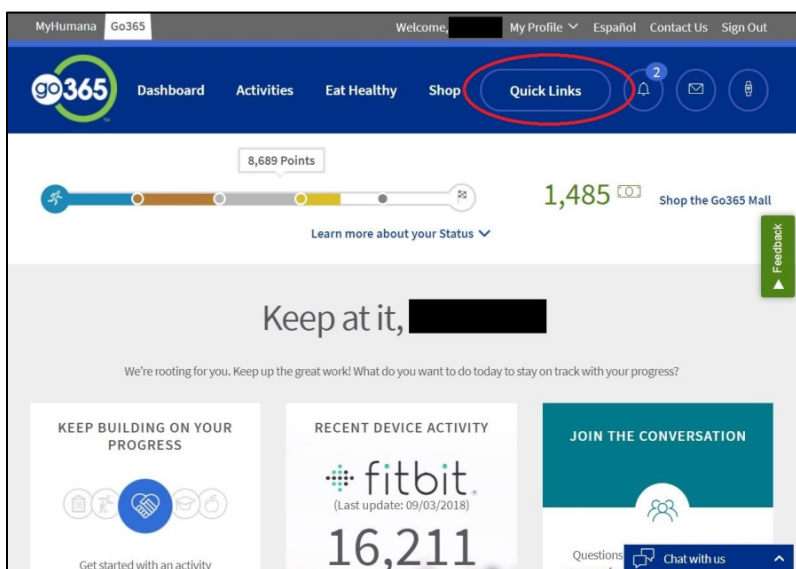 MyHumana Go365 Welcome, My Profile Español Contact Us Sign Out
go365 Dashboard Activities Eat Healthy Shop Quick Links 2
8,689 Points
1,485 Shop the Go365 Mall
Learn more about your Status
Feedback
Keep at it,
We're rooting for you. Keep up the great work! What do you want to do today to stay on track with your progress?
KEEP BUILDING ON YOUR
PROGRESS
Get started with an activity
RECENT DEVICE ACTIVITY
fitbit
(Last update: 09/03/2018)
16,211
JOIN THE CONVERSATION
Questions
Chat with us